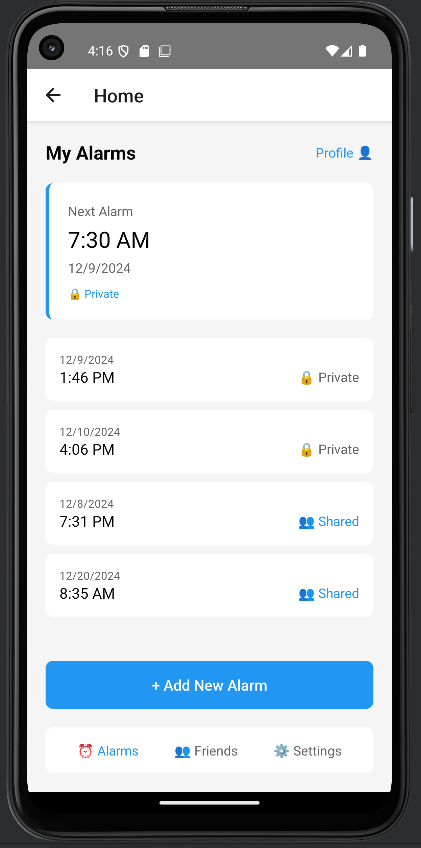 4:16
Home
My Alarms
Profile
Next Alarm
7:30 AM
12/9/2024
Private
12/9/2024
1:46 PM
Private
12/10/2024
4:06 PM
Private
12/8/2024
7:31 PM
Shared
12/20/2024
8:35 AM
Shared
+ Add New Alarm
Alarms Friends Settings